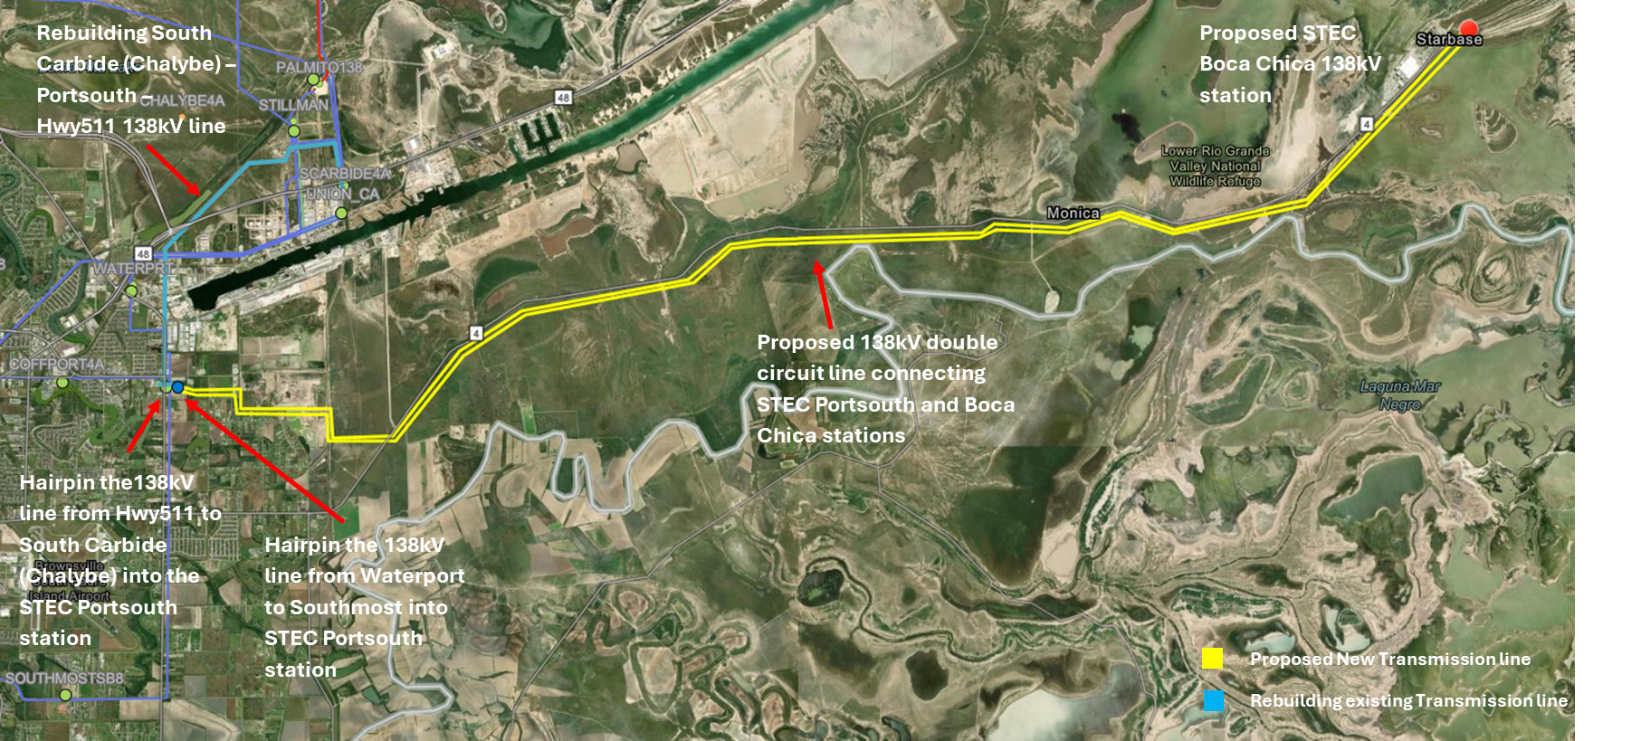 Rebuilding South
Carbide (Chalybe) –
Portsouth –
Hwy511 138kV line
CHALYBE4A
PALMITO138
STILLMAN
SCARBIDE4A
UNION_CA
48
48
WATERPRT
COFFPORT4A
4
Proposed STEC
Boca Chica 138kV
station
Starbase
4
Lower Rio Grande
Valley National
Wildlife Refuge
Monica
Proposed 138kV double
circuit line connecting
STEC Portsouth and Boca
Chica stations
Laguna Mar
Negro
Hairpin the138kV
line from Hwy511 to
South Carbide
(Chalybe) into the
STEC Portsouth
station
Brownsville
Island Airport
Hairpin the 138kV
line from Waterport
to Southmost into
STEC Portsouth
station
SOUTHMOSTSB8
Proposed New Transmission line
Rebuilding existing Transmission line